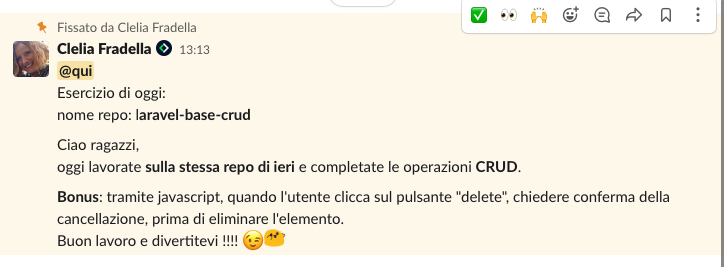 Fissato da Clelia Fradella
Clelia Fradella 13:13
@qui
Esercizio di oggi:
nome repo: laravel-base-crud
Ciao ragazzi,
oggi lavorate sulla stessa repo di ieri e completate le operazioni CRUD.
Bonus: tramite javascript, quando l'utente clicca sul pulsante "delete", chiedere conferma della
cancellazione, prima di eliminare l'elemento.
Buon lavoro e divertitevi !!!!